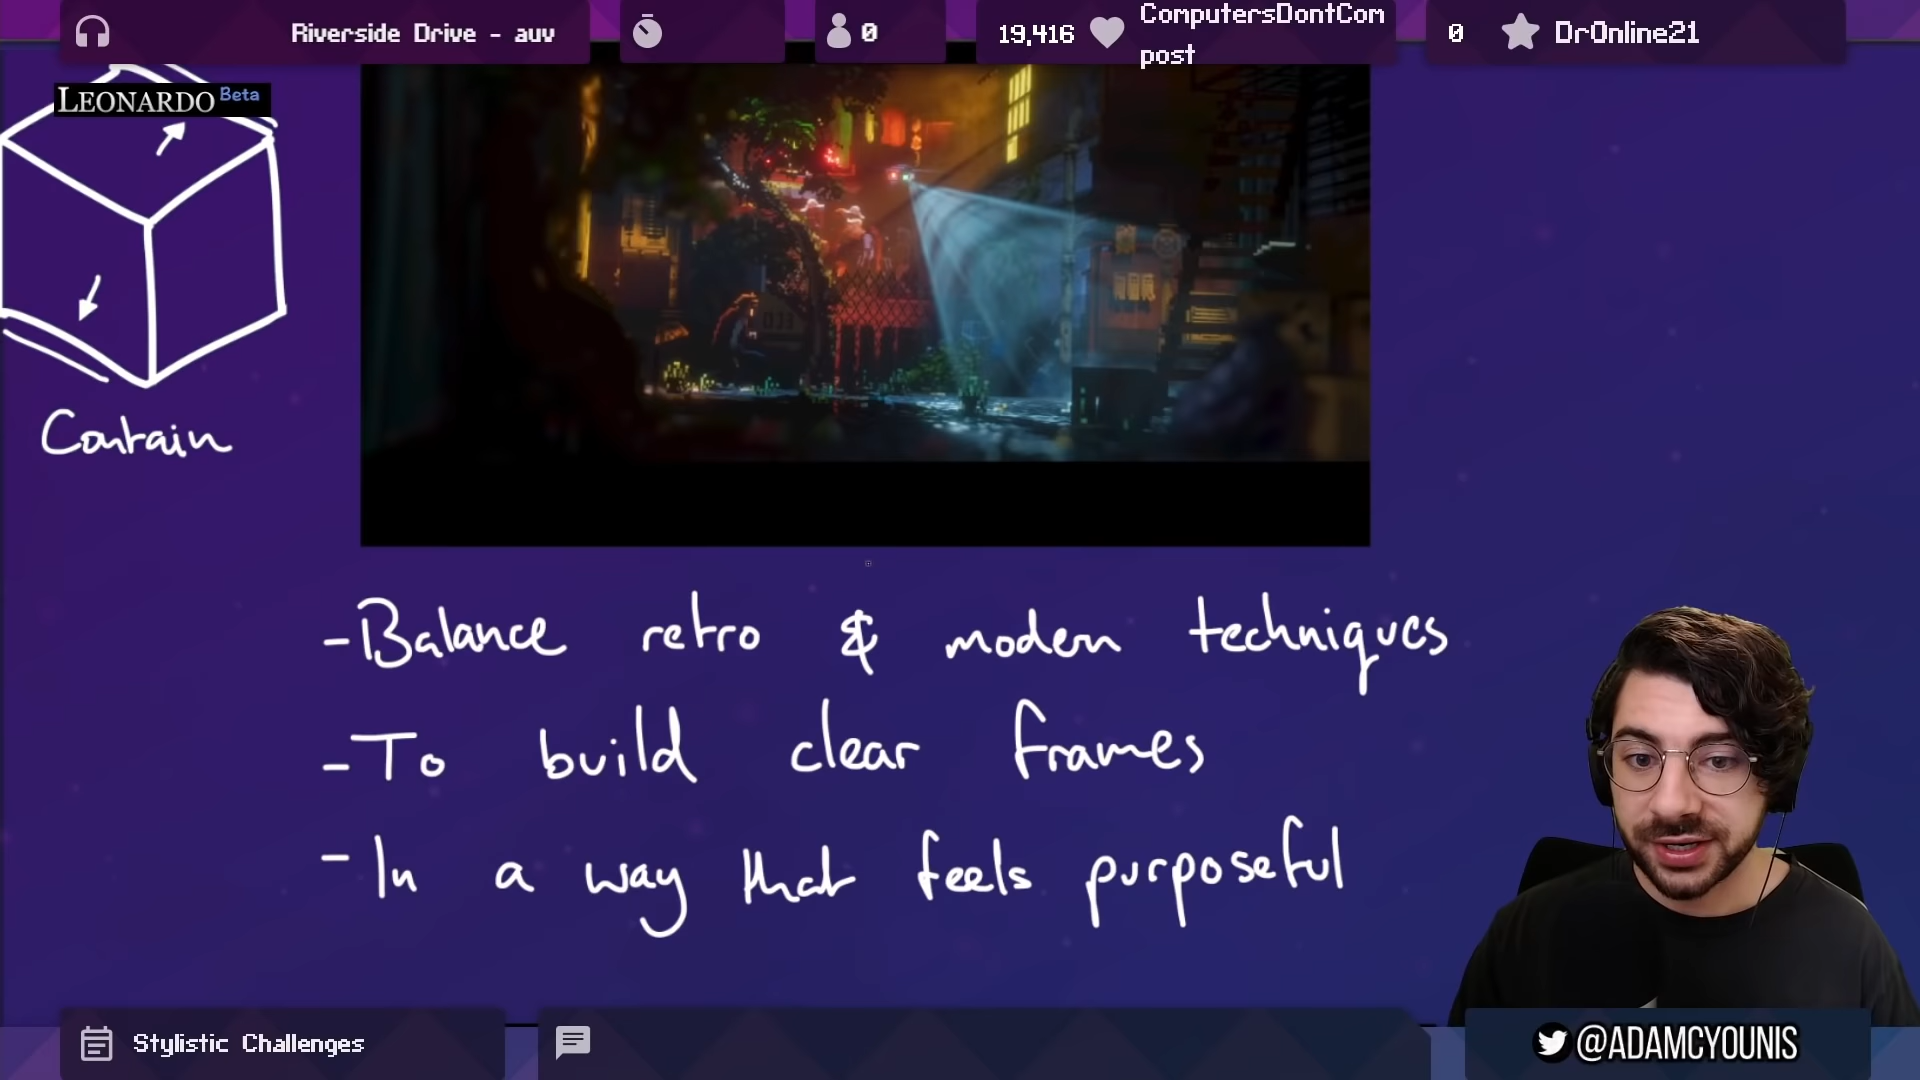 Riverside Drive - auv
0
19,416
ComputersDontCom
post
0
DrOnline21
LEONARDO Beta
Contain
-Balance retro & modern techniques
-To build clear frames
- In a way that feels purposeful
Stylistic Challenges
@ADAMCYOUNIS